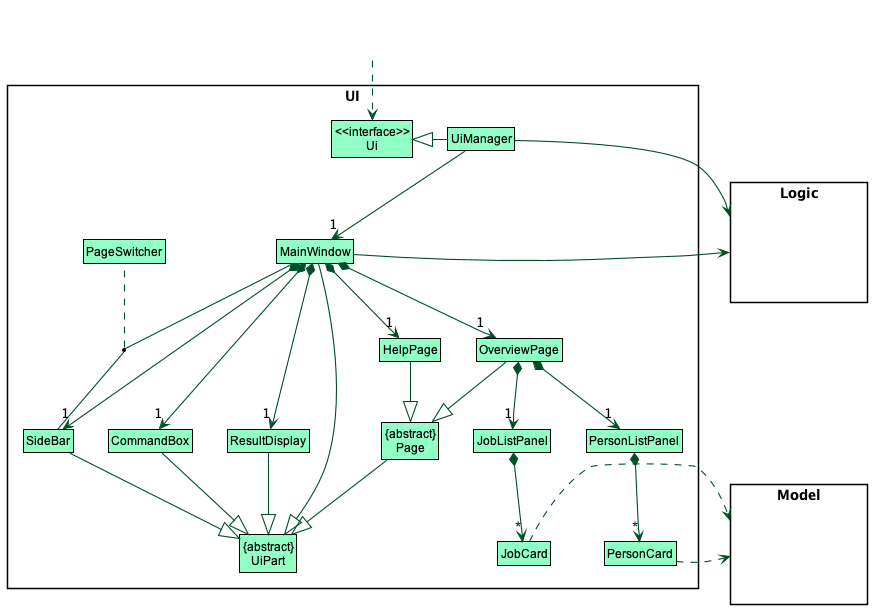 UI
<<interface>>
Ui
UiManager
Logic
1
PageSwitcher
MainWindow
1
1
HelpPage
OverviewPage
1
1
1
1
1
SideBar
CommandBox
ResultDisplay
{abstract}
Page
JobListPanel
PersonListPanel
Model
*
*
{abstract}
UiPart
JobCard
PersonCard